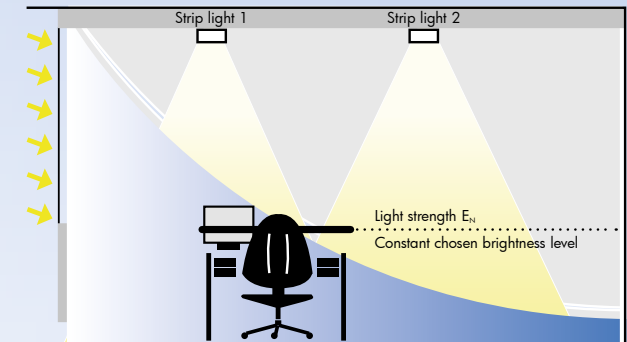 Strip light 1
Strip light 2
Light strength EN
Constant chosen brightness level